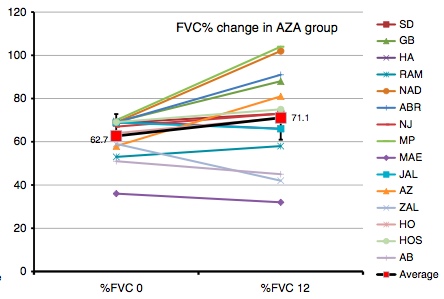 FVC% change in AZA group
120
100
80
60
40
20
0
62.7
71.1
%FVC 0
%FVC 12
SD
GB
HA
RAM
NAD
ABR
NJ
MP
MAE
JAL
AZ
ZAL
HO
HOS
AB
Average